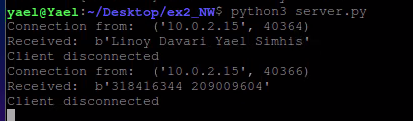 yael@Yael:~/Desktop/ex2_NW$ python3 server.py
Connection from:  ('10.0.2.15', 40364)
Received:  b'Linoy Davari Yael Simhis'
Client disconnected
Connection from:  ('10.0.2.15', 40366)
Received:  b'318416344 209009604'
Client disconnected